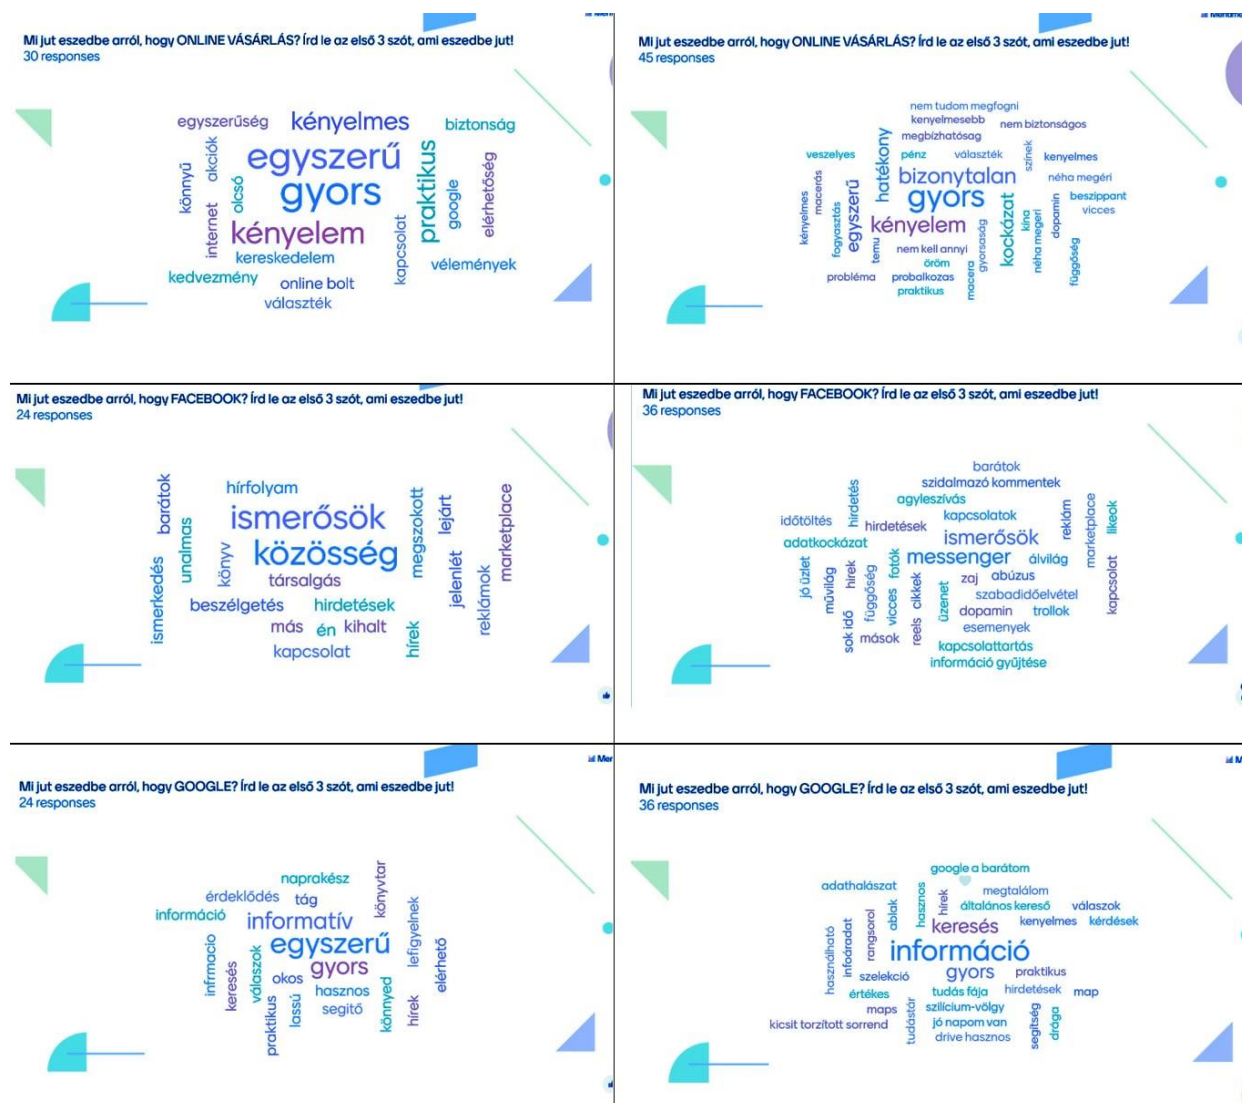 Mi jut eszedbe arról, hogy ONLINE VÁSÁRLÁS? Írd le az első 3 szót, ami eszedbe jut!
30 responses
egyszerűség
kényelmes
biztonság
könnyű
akciók
egyszerű
praktikus
google
elérhetőség
olcsó
gyors
internet
kényelem
kapcsolat
kereskedelem
vélemények
kedvezmény
online bolt
választék
Mi jut eszedbe arról, hogy ONLINE VÁSÁRLÁS? Írd le az első 3 szót, ami eszedbe jut!
45 responses
nem tudom megfogni
kényelmesebb
nem biztonságos
megbízhatóság
hatékony
veszelyes
pénz
választék
színek
kenyelmes
bizonytalan
néha megéri
macerás
kényelmes
fogyasztás
egyszerű
gyors
kockázat
kina
dopamin
beszippant
vicces
kényelem
temu
nem kell annyi
gyorsaság
néha megeri
függőség
öröm
probléma
probalkozas
macera
praktikus
Mi jut eszedbe arról, hogy FACEBOOK? Írd le az első 3 szót, ami eszedbe jut!
24 responses
barátok
hírfolyam
unalmas
ismerősök
megszokott
lejárt
marketplace
ismerkedés
könyv
közösség
társalgás
jelenlét
reklámok
beszélgetés
hirdetések
más
én
kihalt
hírek
kapcsolat
Mi jut eszedbe arról, hogy FACEBOOK? Írd le az első 3 szót, ami eszedbe jut!
36 responses
barátok
szidalmazó kommentek
hirdetés
agyleszívás
reklám
marketplace
likeok
időtöltés
hirdetések
kapcsolatok
adatkockázat
ismerősök
messenger
álvilág
jó üzlet
művilág
hirek
függőség
fotók
zaj
abúzus
kapcsolat
vicces
cikkek
üzenet
szabadidőelvétel
sok idő
dopamin
trollok
mások
reels
esemenyek
kapcsolattartás
információ gyűjtése
Mi jut eszedbe arról, hogy GOOGLE? Írd le az első 3 szót, ami eszedbe jut!
24 responses
naprakész
könyvtar
érdeklődés
tág
információ
informatív
lefigyelnek
egyszerű
infrmacio
keresés
válaszok
okos
gyors
elérhető
hasznos
praktikus
lassú
segitő
könnyed
hírek
Mi jut eszedbe arról, hogy GOOGLE? Írd le az első 3 szót, ami eszedbe jut!
36 responses
google a barátom
adathalászat
hasznos
hírek
megtalálom
ablak
általános kereső
válaszok
rangsorol
keresés
kenyelmes
kérdések
használható
infoáradat
információ
szelekció
gyors
praktikus
értékes
tudás fája
hirdetések
map
maps
szilícium-völgy
kicsit torzított sorrend
tudástár
jó napom van
segítség
drága
drive hasznos